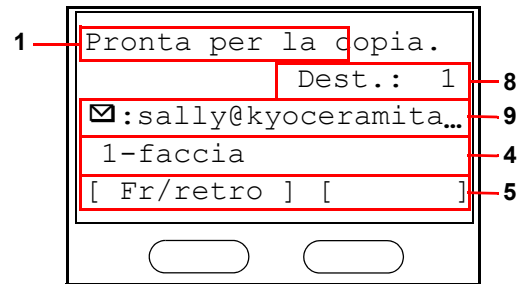 1 Pronta per la copia.
Dest.: 1 8
:sally@kyoceramita… 9
1-faccia 4
[ Fr/retro ] [ ] 5